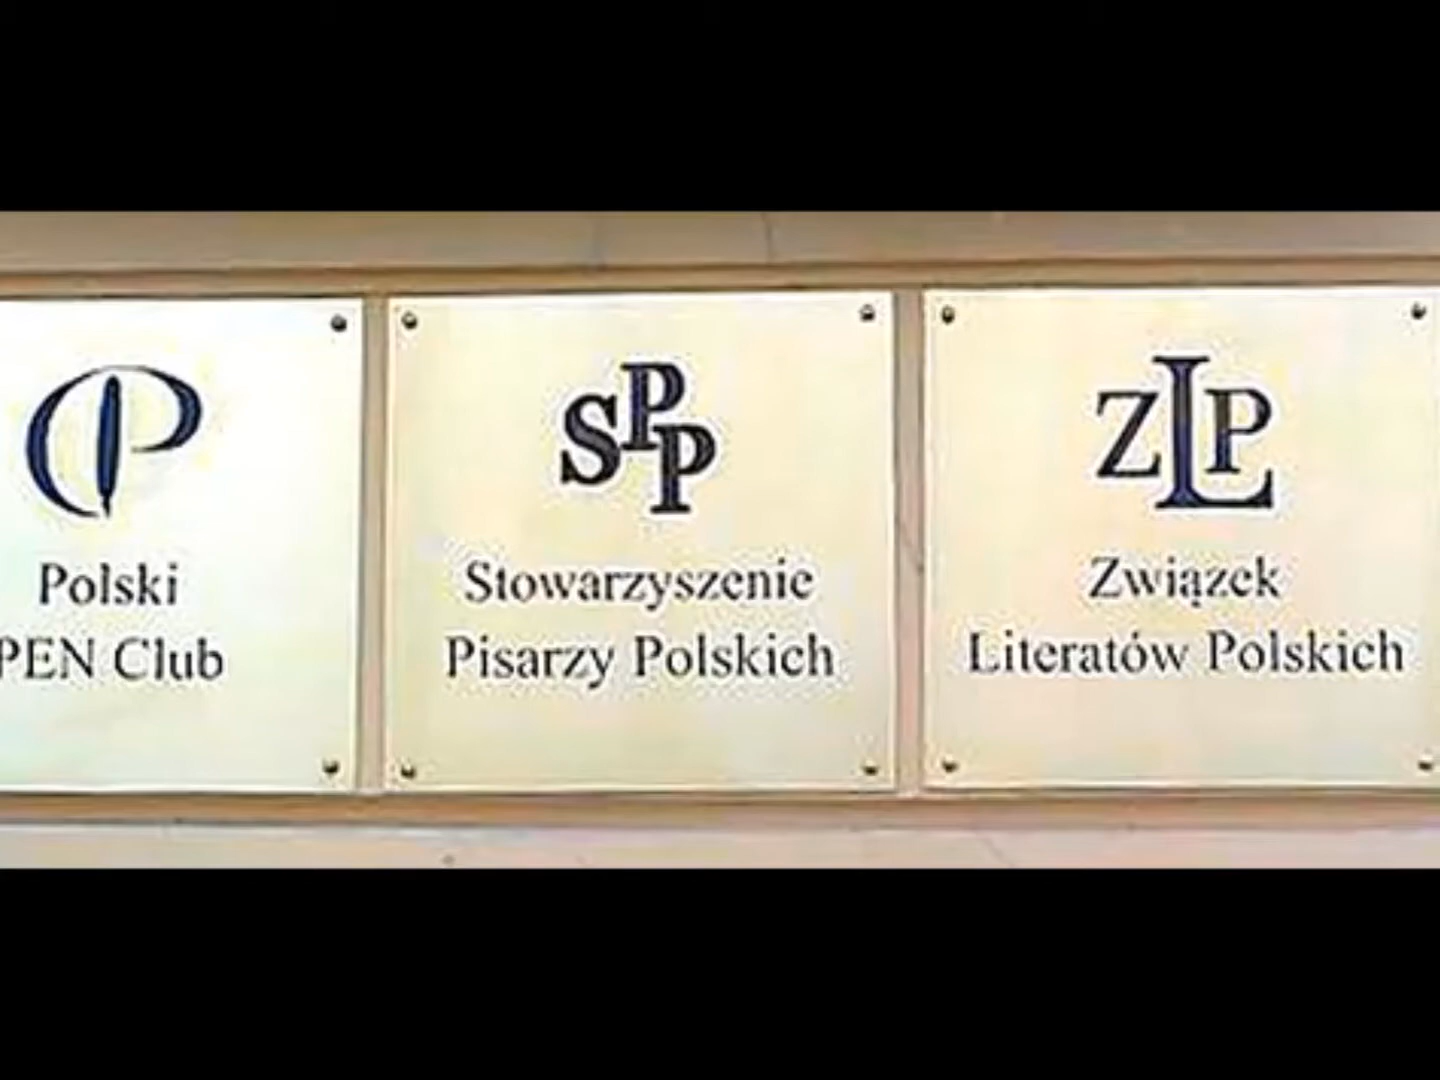 Polski
PEN Club
SPP
Stowarzyszenie
Pisarzy Polskich
ZLP
Związek
Literatów Polskich